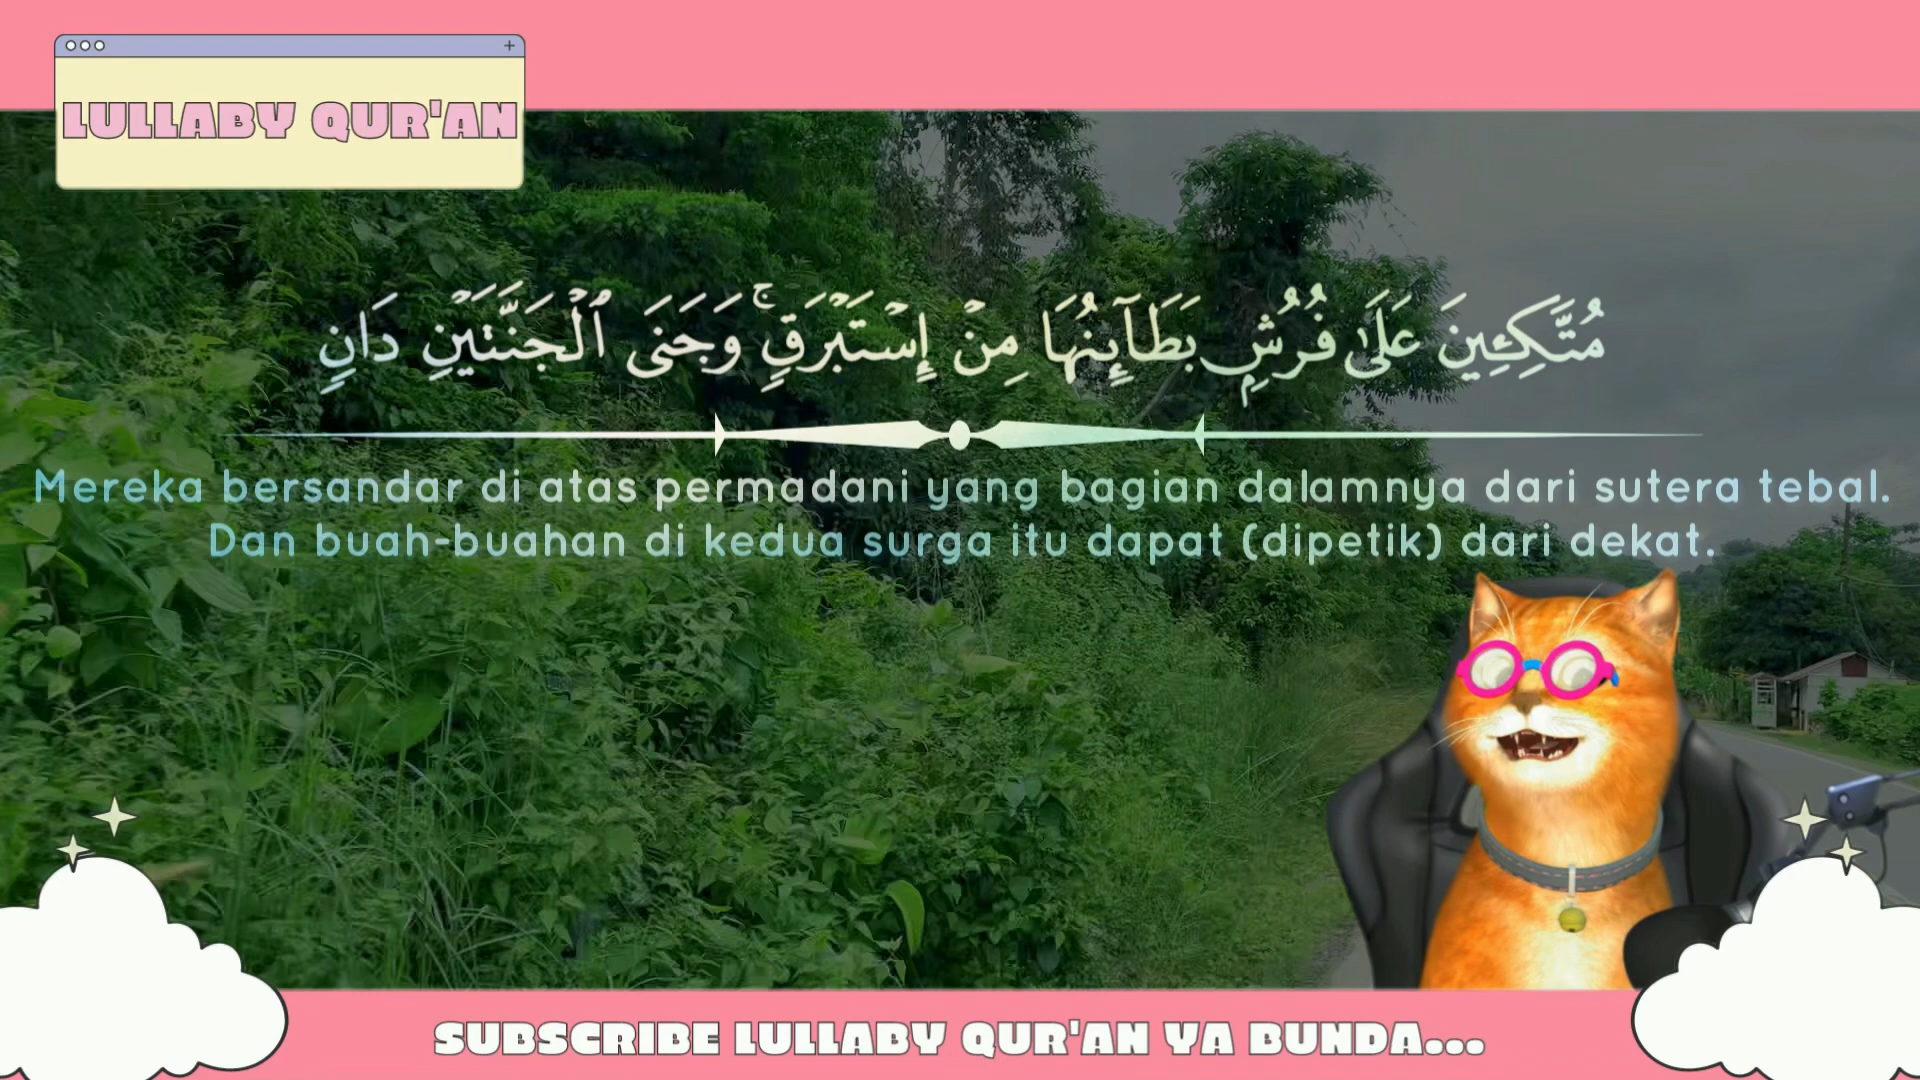 LULLABY QUR'AN
مُتَّكِـِٔينَ عَلَىٰ فُرُشٍۭ بَطَآئِنُهَا مِنْ إِسْتَبْرَقٍۚ وَجَنَى ٱلْجَنَّتَيْنِ دَانٍ
Mereka bersandar di atas permadani yang bagian dalamnya dari sutera tebal.
Dan buah-buahan di kedua surga itu dapat (dipetik) dari dekat.
SUBSCRIBE LULLABY QUR'AN YA BUNDA...